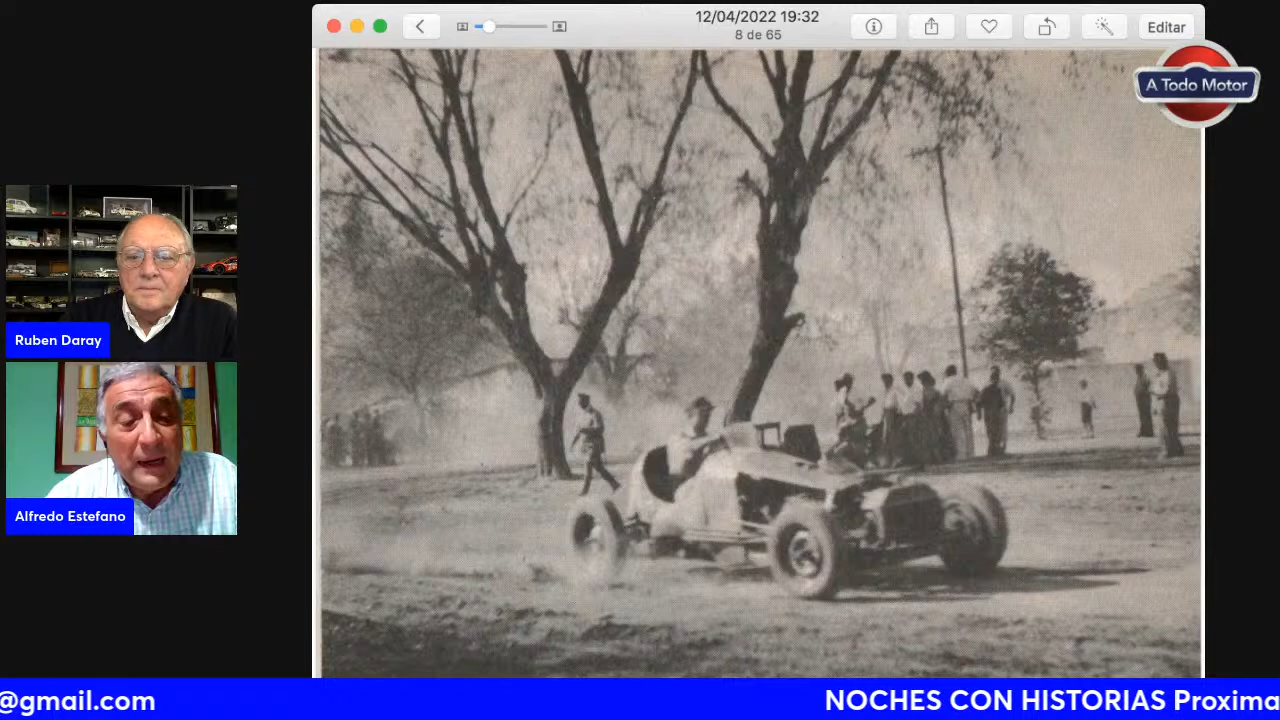 12/04/2022 19:32
8 de 65
Editar
A Todo Motor
Ruben Daray
Alfredo Estefano
@gmail.com
NOCHES CON HISTORIAS Proxima